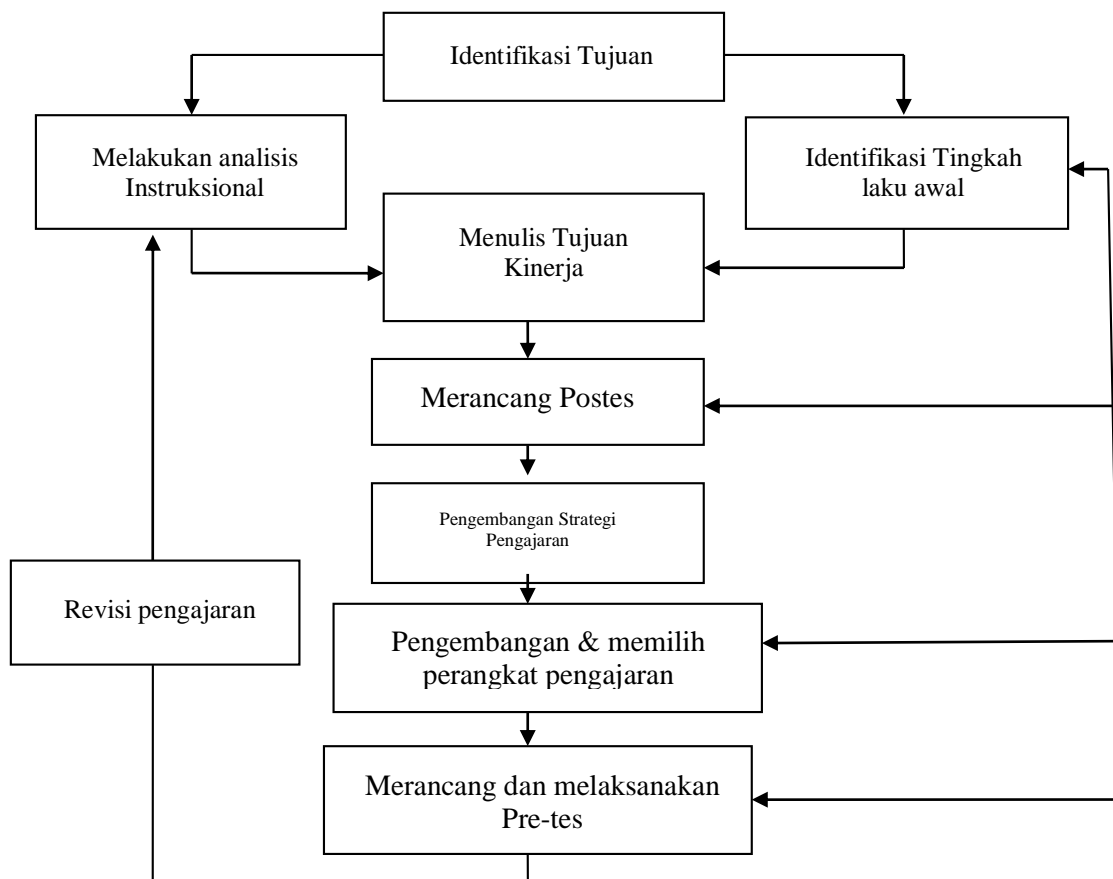 Identifikasi Tujuan
Melakukan analisis
Instruksional
Identifikasi Tingkah
laku awal
Menulis Tujuan
Kinerja
Merancang Postes
Pengembangan Strategi
Pengajaran
Revisi pengajaran
Pengembangan & memilih
perangkat pengajaran
Merancang dan melaksanakan
Pre-tes